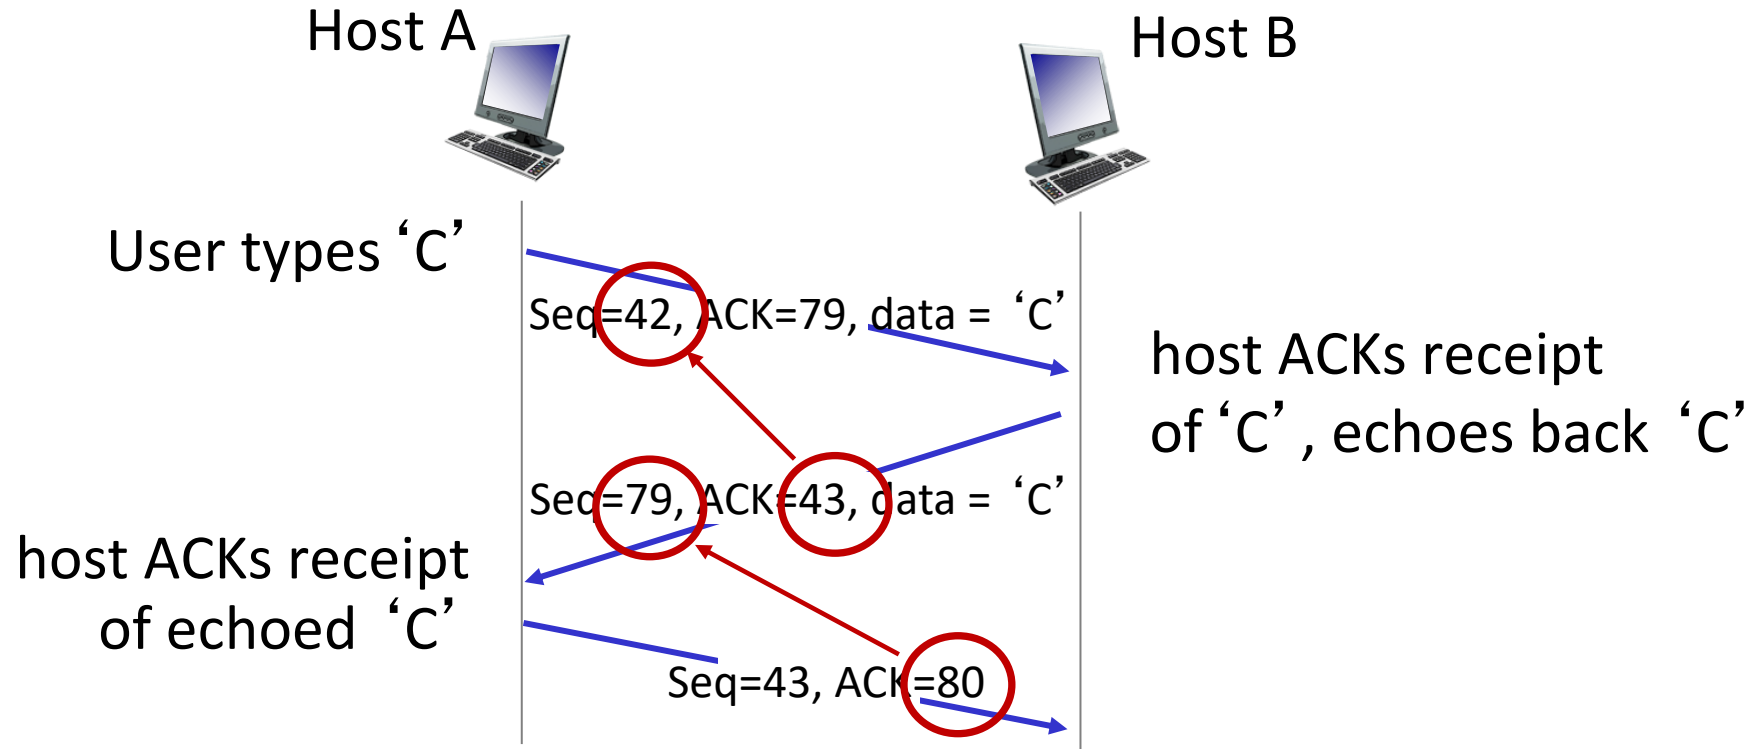 Host A
Host B
User types ‘C’
Seq=42, ACK=79, data = ‘C’
host ACKs receipt
of ‘C’, echoes back ‘C’
Seq=79, ACK=43, data = ‘C’
host ACKs receipt
of echoed ‘C’
Seq=43, ACK=80